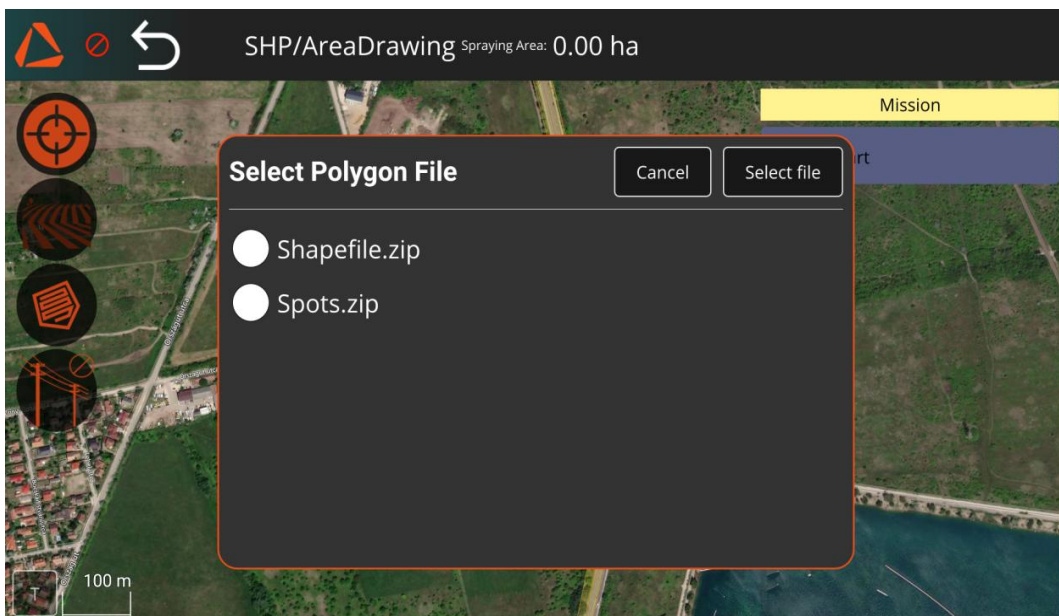 SHP/AreaDrawing Spraying Area: 0.00 ha
Mission
Select Polygon File
Cancel
Select file
Shapefile.zip
Spots.zip
100 m
T